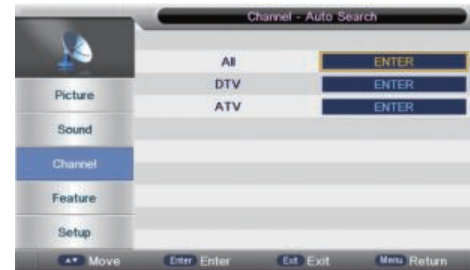 Channel - Auto Search
All ENTER
DTV ENTER
ATV ENTER
Picture
Sound
Channel
Feature
Setup
▲▼ Move Enter Enter Exit Exit Menu Return